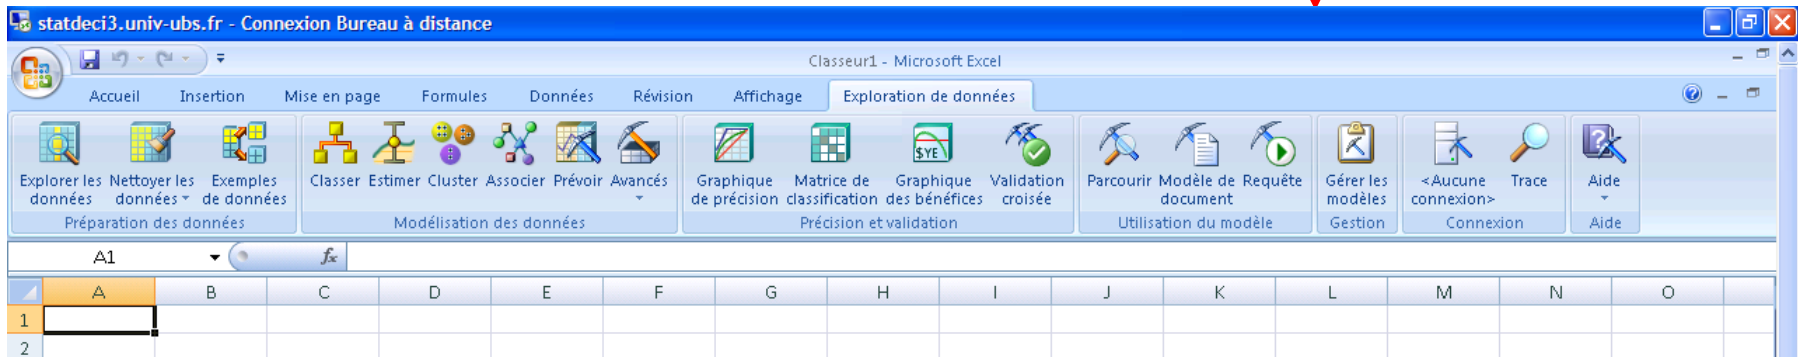 statdeci3.univ-ubs.fr - Connexion Bureau à distance
Classeur1 - Microsoft Excel
Accueil Insertion Mise en page Formules Données Révision Affichage Exploration de données
Explorer les données Nettoyer les données Exemples de données
Classer Estimer Cluster Associer Prévoir Avancés
Graphique de précision Matrice de classification Graphique des bénéfices Validation croisée
Parcourir Modèle de document Requête
Gérer les modèles
<Aucune connexion> Trace
Aide
$YE
Préparation des données Modélisation des données Précision et validation Utilisation du modèle Gestion Connexion Aide
A1 fx
A B C D E F G H I J K L M N O
1
2